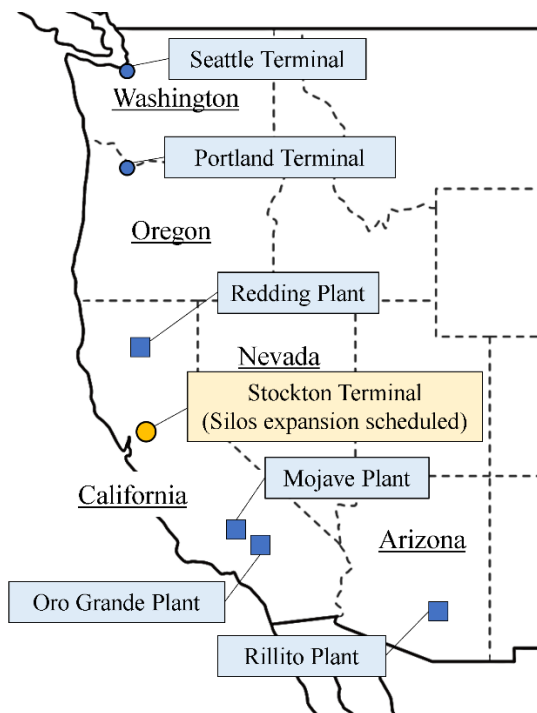 Seattle Terminal
Washington
Portland Terminal
Oregon
Redding Plant
Nevada
Stockton Terminal
(Silos expansion scheduled)
Mojave Plant
California
Arizona
Oro Grande Plant
Rillito Plant